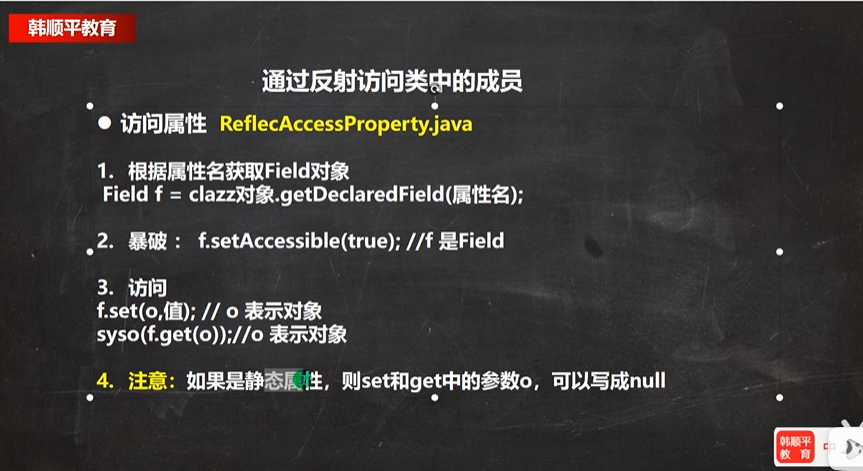 韩顺平教育
通过反射访问类中的成员
● 访问属性 ReflecAccessProperty.java
1. 根据属性名获取Field对象
Field f = clazz对象.getDeclaredField(属性名);
2. 暴破 ： f.setAccessible(true); //f 是Field
3. 访问
f.set(o,值); // o 表示对象
syso(f.get(o));//o 表示对象
4. 注意：如果是静态属性，则set和get中的参数o，可以写成null
韩顺平
教 育
中